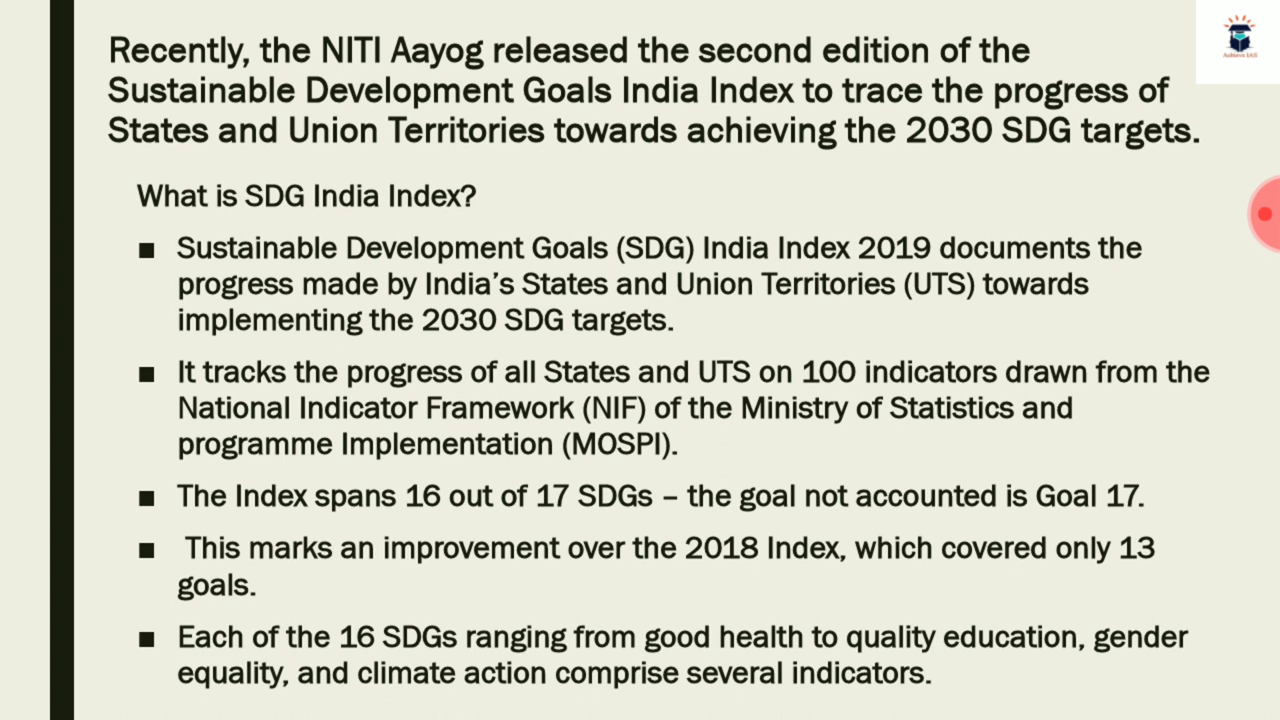 Recently, the NITI Aayog released the second edition of the
Sustainable Development Goals India Index to trace the progress of
States and Union Territories towards achieving the 2030 SDG targets.
What is SDG India Index?
■ Sustainable Development Goals (SDG) India Index 2019 documents the
progress made by India’s States and Union Territories (UTS) towards
implementing the 2030 SDG targets.
■ It tracks the progress of all States and UTS on 100 indicators drawn from the
National Indicator Framework (NIF) of the Ministry of Statistics and
programme Implementation (MOSPI).
■ The Index spans 16 out of 17 SDGs – the goal not accounted is Goal 17.
■ This marks an improvement over the 2018 Index, which covered only 13
goals.
■ Each of the 16 SDGs ranging from good health to quality education, gender
equality, and climate action comprise several indicators.